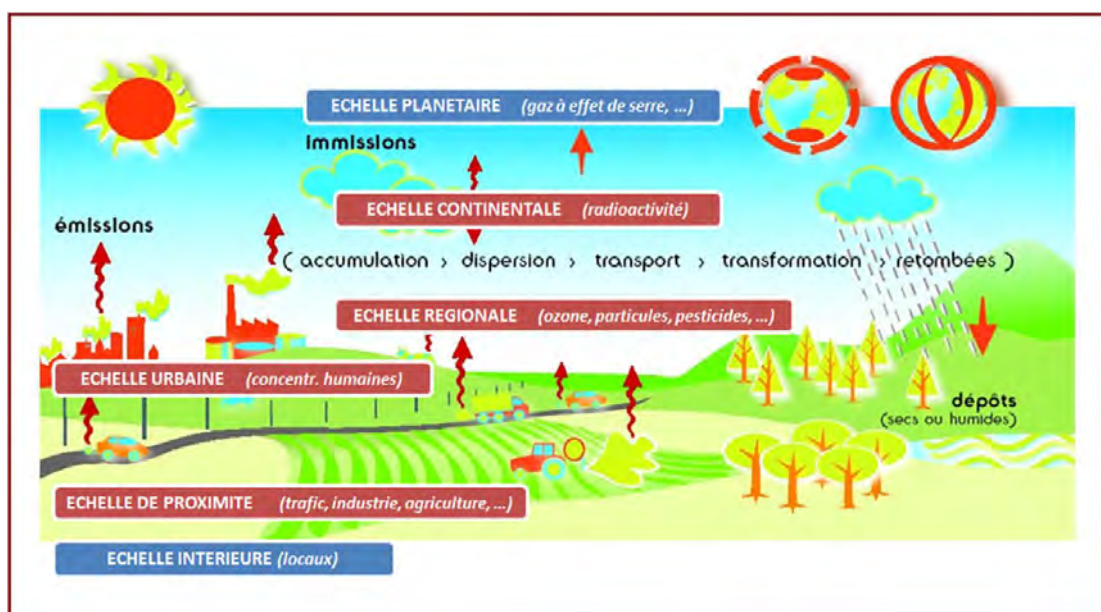 ECHELLE PLANETAIRE (gaz à effet de serre, ...)
immissions
ECHELLE CONTINENTALE (radioactivité)
émissions
( accumulation > dispersion > transport > transformation > retombées )
ECHELLE REGIONALE (ozone, particules, pesticides, ...)
ECHELLE URBAINE (concentr. humaines)
dépôts
(secs ou humides)
ECHELLE DE PROXIMITE (trafic, industrie, agriculture, ...)
ECHELLE INTERIEURE (locaux)